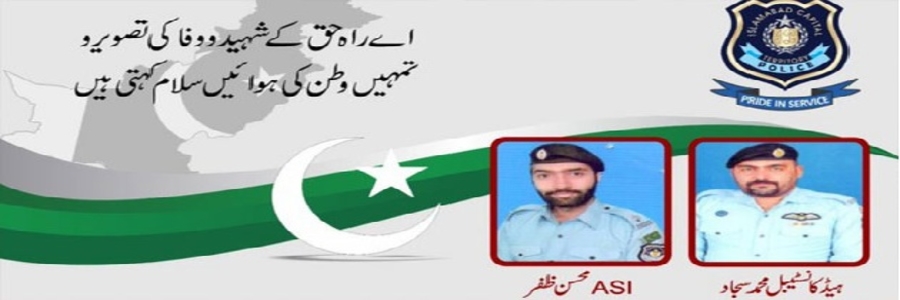 اے راہ حق کے شہیدو وفا کی تصویرو
تمہیں وطن کی ہوائیں سلام کہتی ہیں
ISLAMABAD CAPITAL
TERRITORY
POLICE
PRIDE IN SERVICE
ASI محسن ظفر
ہیڈ کانسٹیبل محمد سجاد